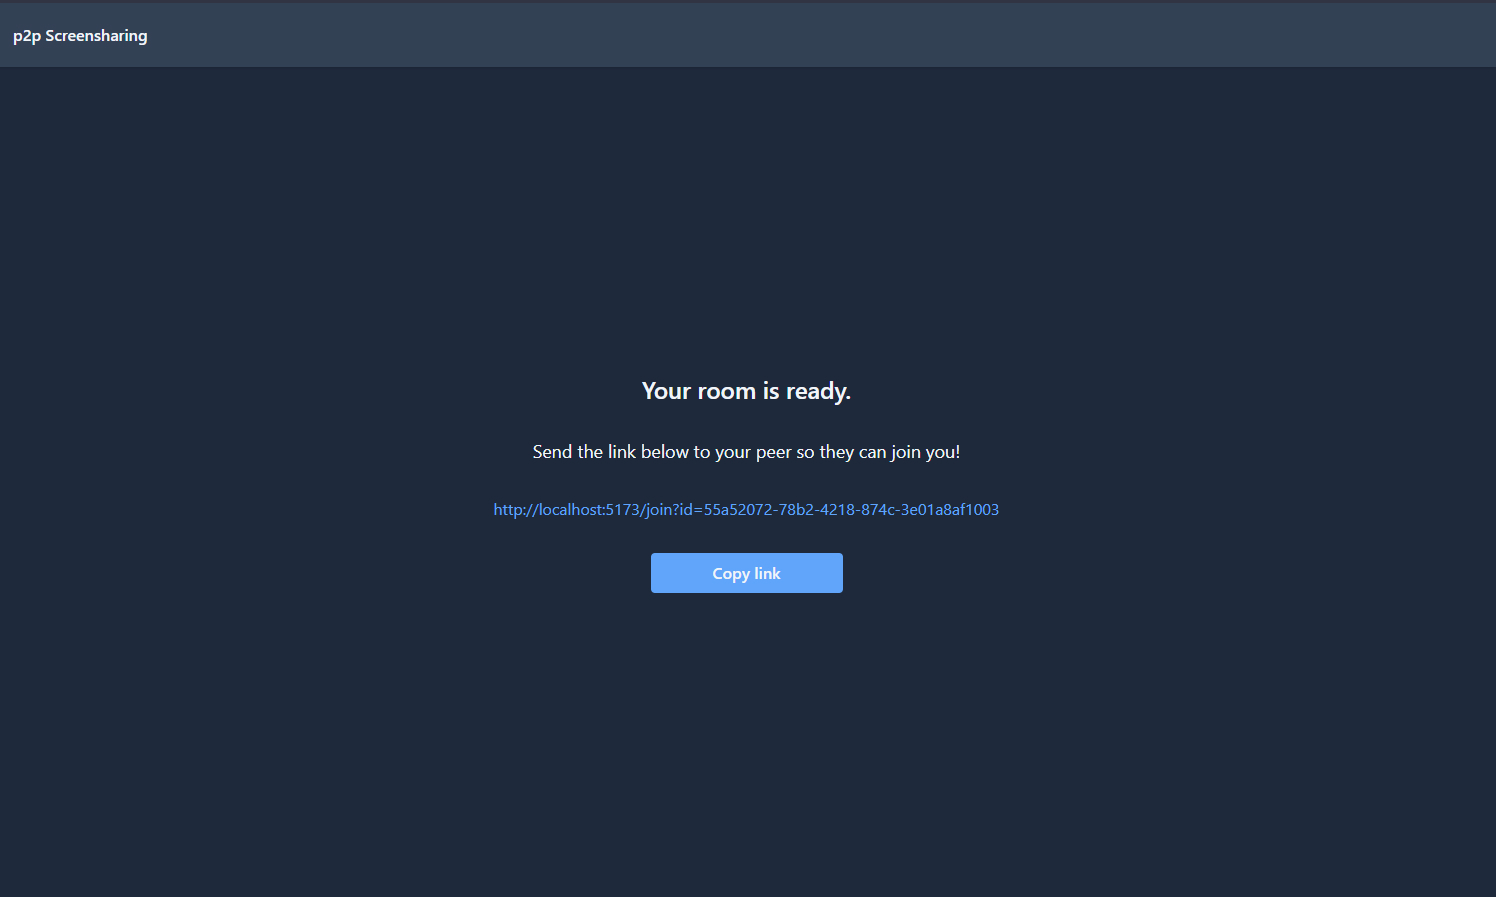 p2p Screensharing
Your room is ready.
Send the link below to your peer so they can join you!
http://localhost:5173/join?id=55a52072-78b2-4218-874c-3e01a8af1003
Copy link